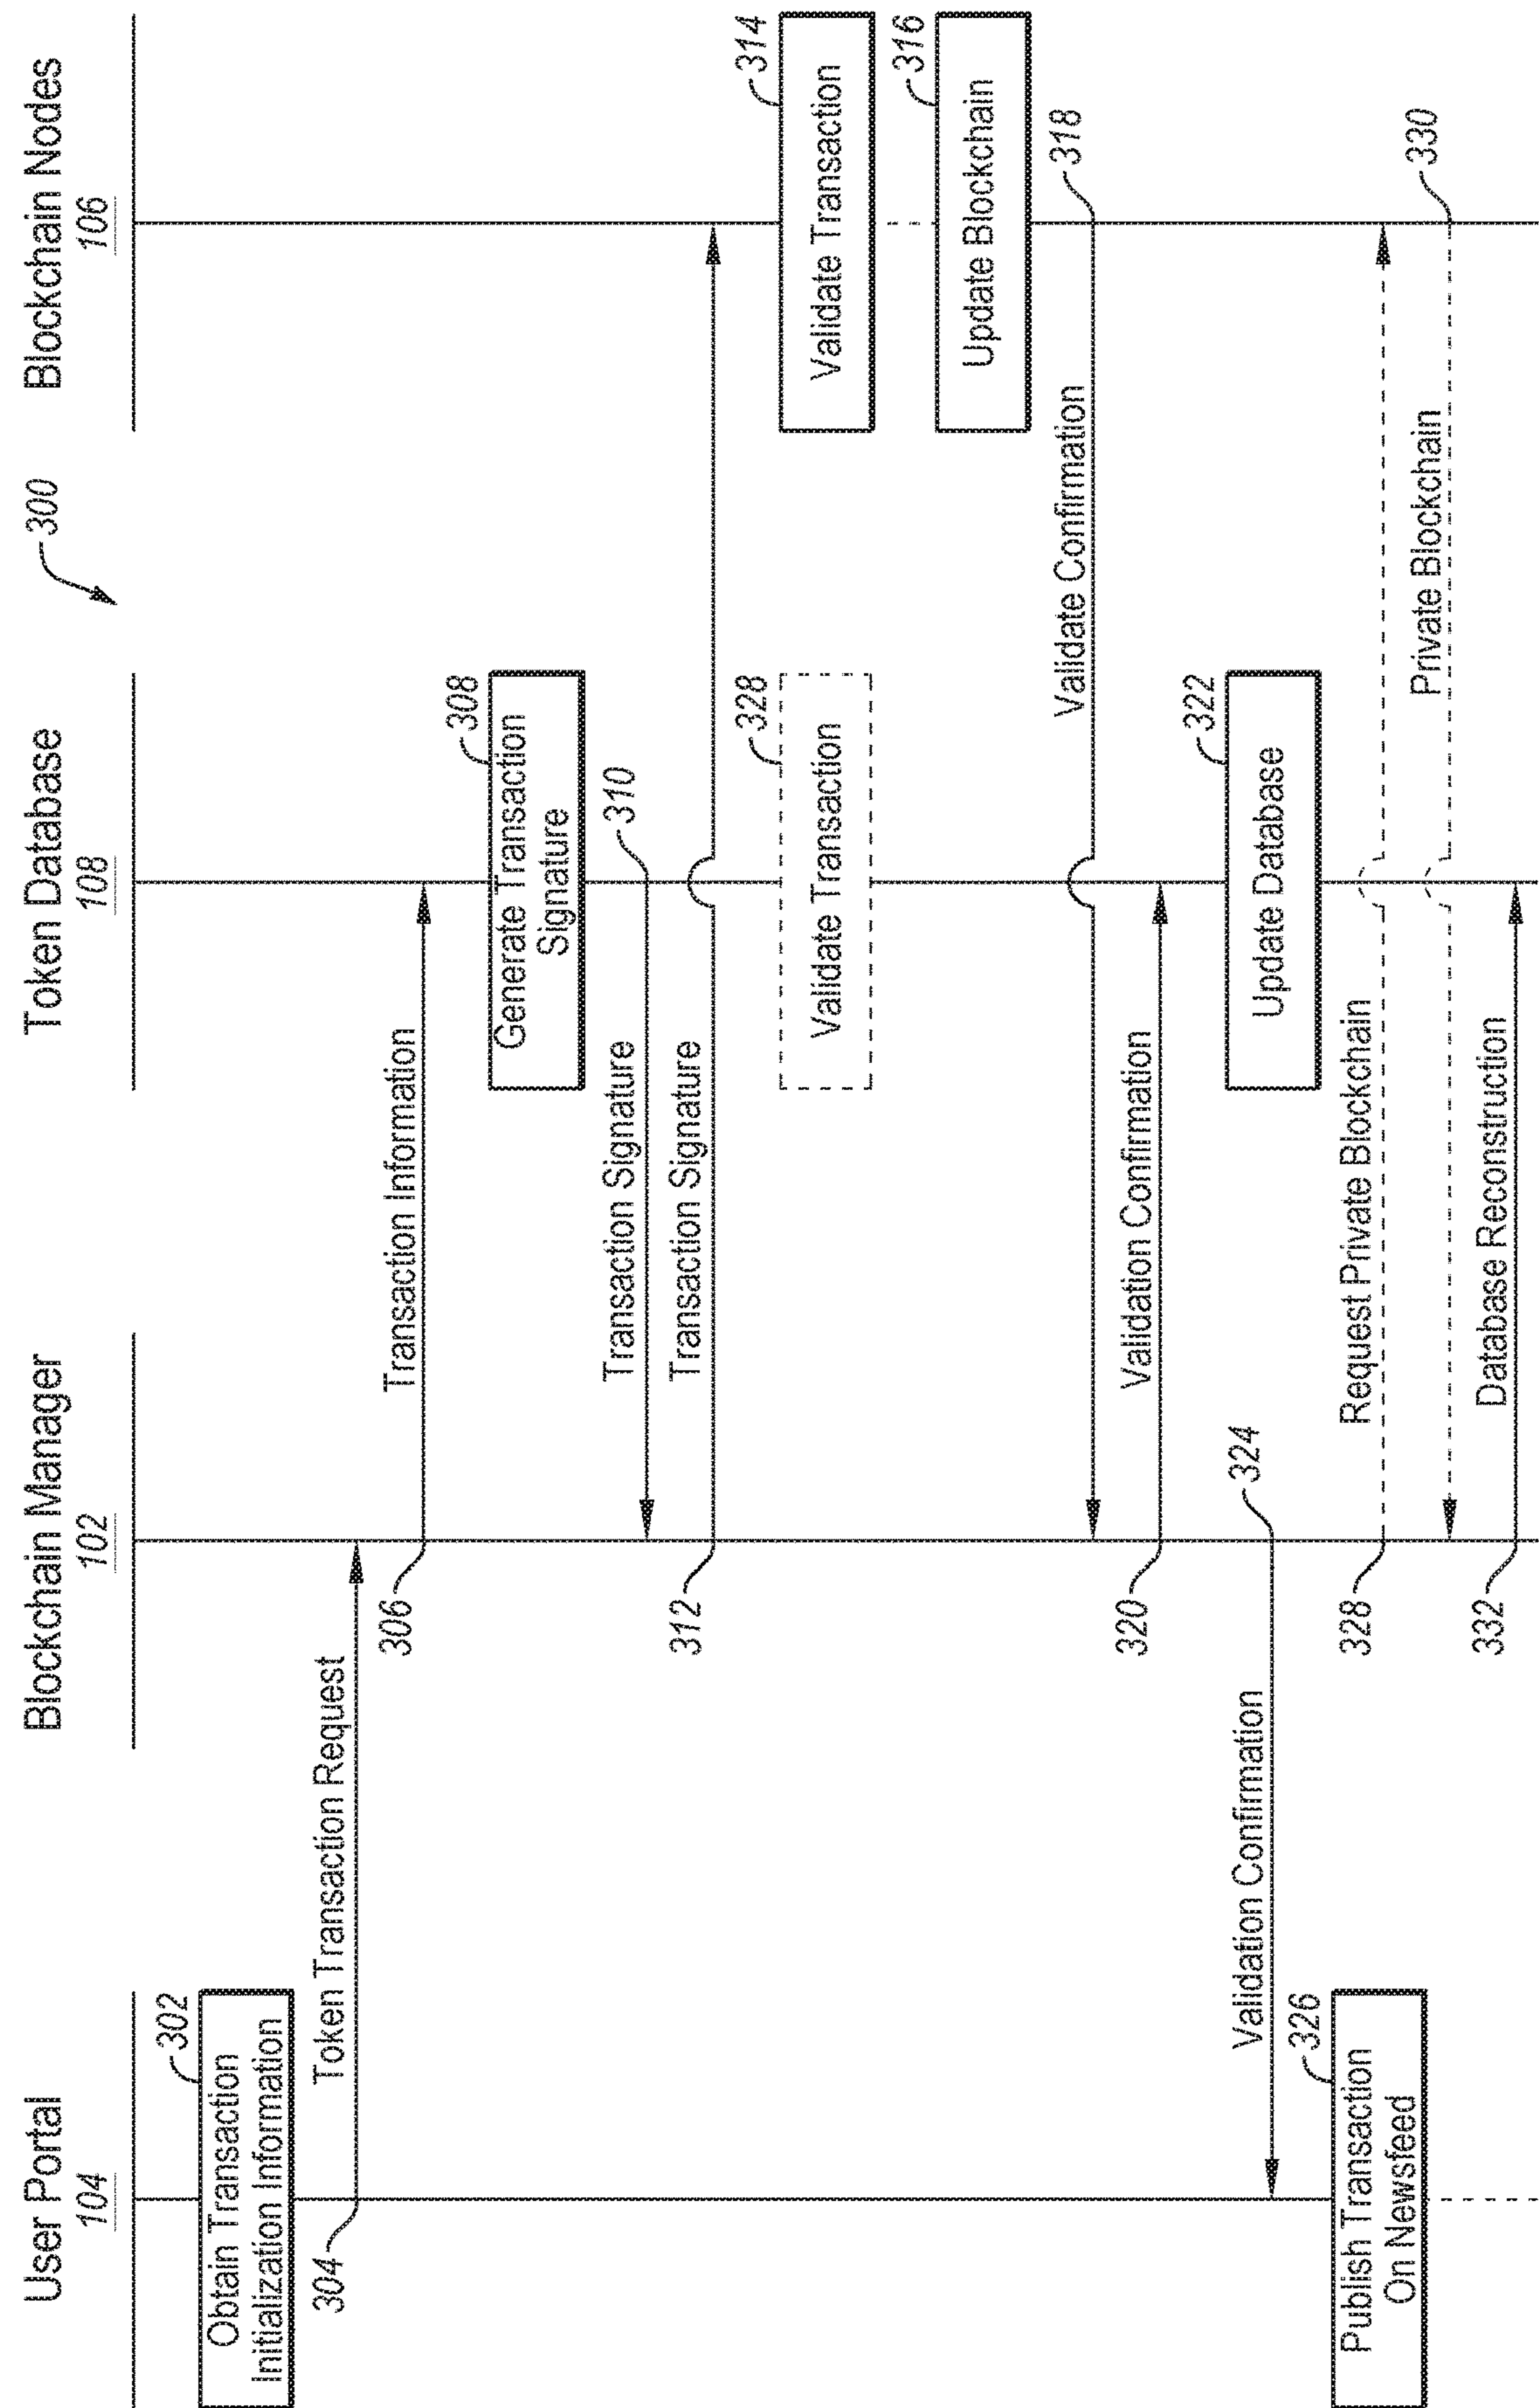 300
User Portal
104
Blockchain Manager
102
Token Database
108
Blockchain Nodes
106
302
Obtain Transaction
Initialization Information
304
Token Transaction Request
306
Transaction Information
308
Generate Transaction
Signature
310
Transaction Signature
312
Transaction Signature
328
Validate Transaction
314
Validate Transaction
316
Update Blockchain
318
Validate Confirmation
320
Validation Confirmation
322
Update Database
324
Validation Confirmation
326
Publish Transaction
On Newsfeed
328
Request Private Blockchain
330
Private Blockchain
332
Database Reconstruction